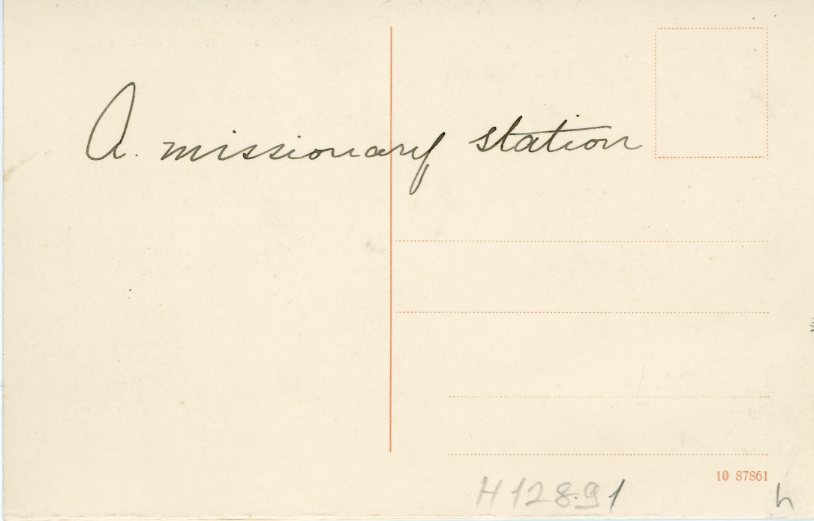 A. missionary station
10 87861
H128.91
h